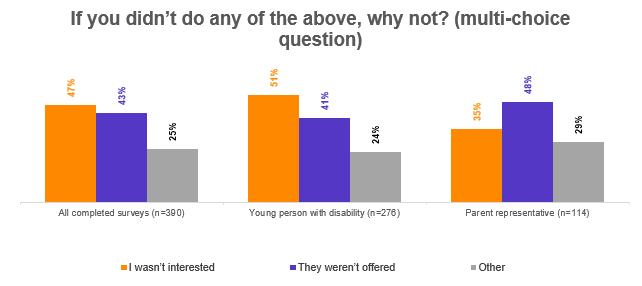 If you didn’t do any of the above, why not? (multi-choice
question)
47%
43%
25%
51%
41%
24%
35%
48%
29%
All completed surveys (n=390)
Young person with disability (n=276)
Parent representative (n=114)
I wasn’t interested
They weren’t offered
Other